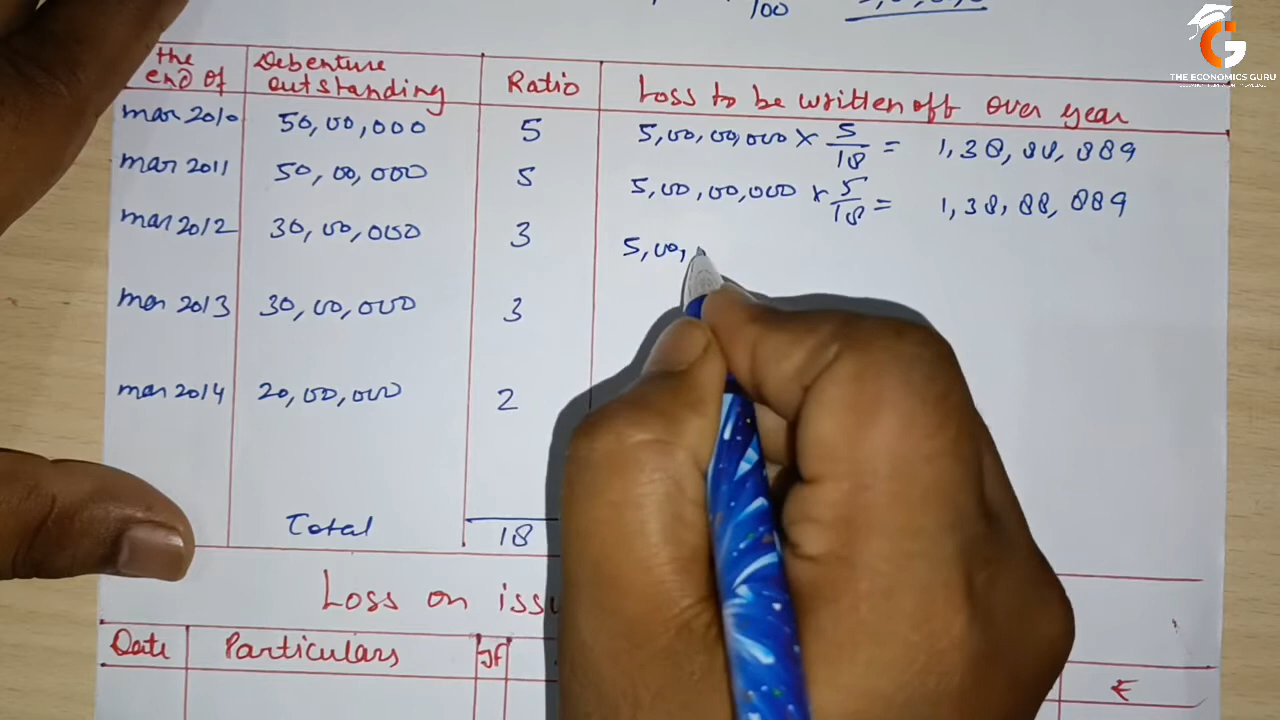 100
THE ECONOMICS GURU
the end of Debenture outstanding Ratio Loss to be written off over year
mar 2010 50,00,000 5 5,00,00,000 × 5/18 = 1,38,88,889
mar 2011 50,00,000 5 5,00,00,000 × 5/18 = 1,38,88,889
mar 2012 30,00,000 3 5,00,
mar 2013 30,00,000 3
mar 2014 20,00,000 2
Total 18
Loss on issu
Date Particulars JF ₹